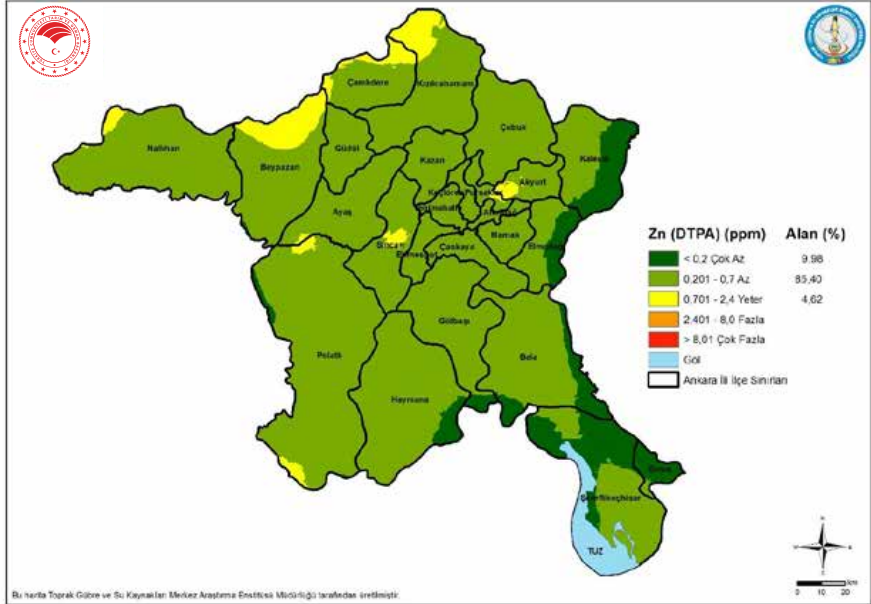 Çamlıdere
Kızılcahamam
Çubuk
Nallıhan
Beypazarı
Güdül
Kazan
Kalecik
Akyurt
Keçiören
Pursaklar
Ayaş
Mamak
Sincan
Çankaya
Elmadağ
Etimesgut
Gölbaşı
Polatlı
Bala
Haymana
Evren
Şereflikoçhisar
TUZ
Zn (DTPA) (ppm) Alan (%)
< 0,2 Çok Az 9,98
0,201 - 0,7 Az 85,40
0,701 - 2,4 Yeter 4,62
2,401 - 8,0 Fazla
> 8,01 Çok Fazla
Göl
Ankara İli İlçe Sınırları
0 10 20 km
Bu harita Toprak Gübre ve Su Kaynakları Merkez Araştırma Enstitüsü Müdürlüğü tarafından üretilmiştir.